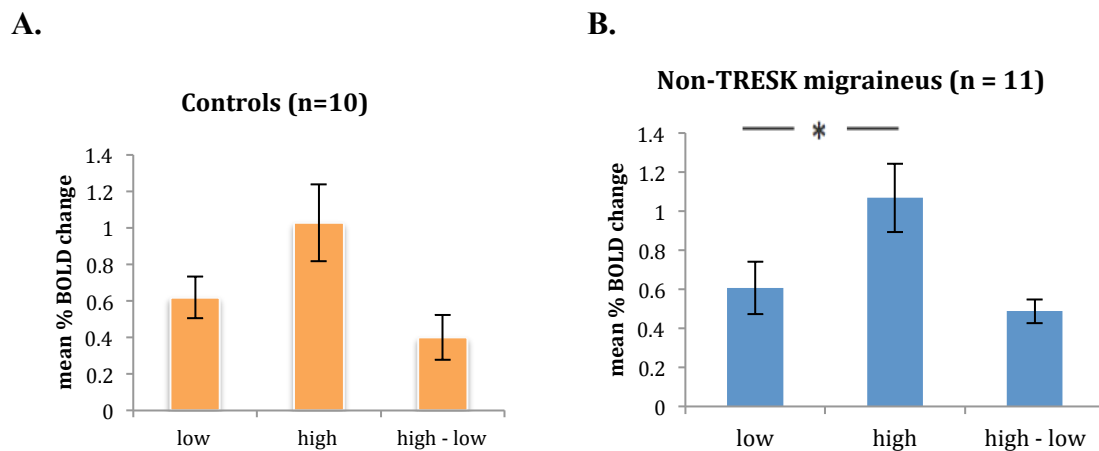 A.
Controls (n=10)
mean % BOLD change
1.4
1.2
1
0.8
0.6
0.4
0.2
0
low high high - low
B.
Non-TRESK migraineus (n = 11)
*
mean % BOLD change
1.4
1.2
1
0.8
0.6
0.4
0.2
0
low high high - low